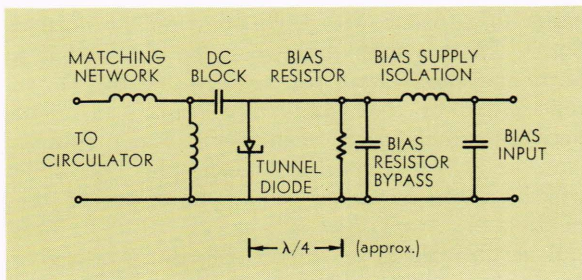 MATCHING
NETWORK
DC
BLOCK
BIAS
RESISTOR
BIAS SUPPLY
ISOLATION
TO
CIRCULATOR
TUNNEL
DIODE
BIAS
RESISTOR
BYPASS
BIAS
INPUT
λ/4 (approx.)